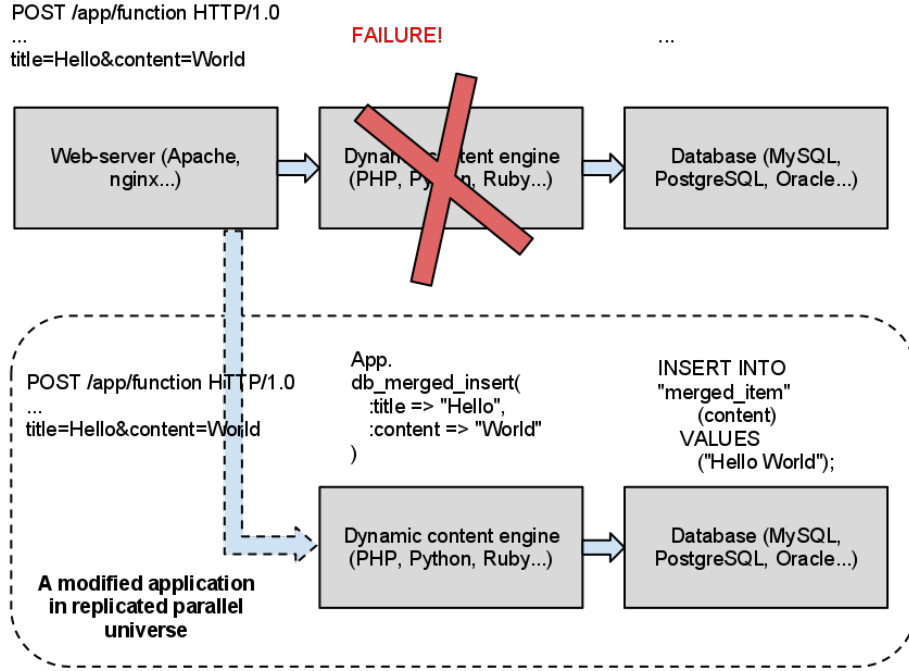 POST /app/function HTTP/1.0
...
title=Hello&content=World
FAILURE!
...
Web-server (Apache,
nginx...)
Dynamic content engine
(PHP, Python, Ruby...)
Database (MySQL,
PostgreSQL, Oracle...)
POST /app/function HTTP/1.0
...
title=Hello&content=World
App.
db_merged_insert(
:title => "Hello",
:content => "World"
)
INSERT INTO
"merged_item"
(content)
VALUES
("Hello World");
Dynamic content engine
(PHP, Python, Ruby...)
Database (MySQL,
PostgreSQL, Oracle...)
A modified application
in replicated parallel
universe